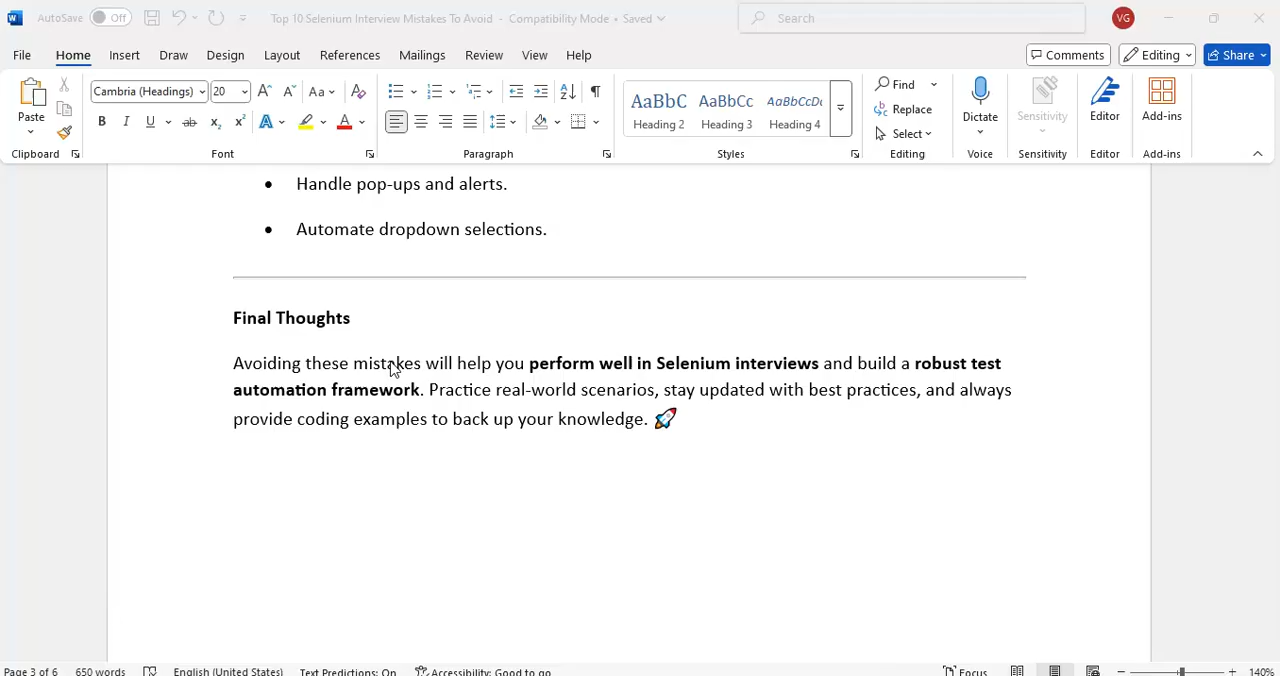 AutoSave Off Top 10 Selenium Interview Mistakes To Avoid - Compatibility Mode • Saved Search VG
File Home Insert Draw Design Layout References Mailings Review View Help Comments Editing Share
Cambria (Headings) 20 Aa AaBbC AaBbCc AaBbCcDc Find
Paste Replace Dictate Sensitivity Editor Add-ins
B I U ab x₂ x² A A Heading 2 Heading 3 Heading 4 Select
Clipboard Font Paragraph Styles Editing Voice Sensitivity Editor Add-ins
• Handle pop-ups and alerts.
• Automate dropdown selections.
Final Thoughts
Avoiding these mistakes will help you perform well in Selenium interviews and build a robust test
automation framework. Practice real-world scenarios, stay updated with best practices, and always
provide coding examples to back up your knowledge. 🚀
Page 3 of 6 650 words English (United States) Text Predictions: On Accessibility: Good to go Focus 140%